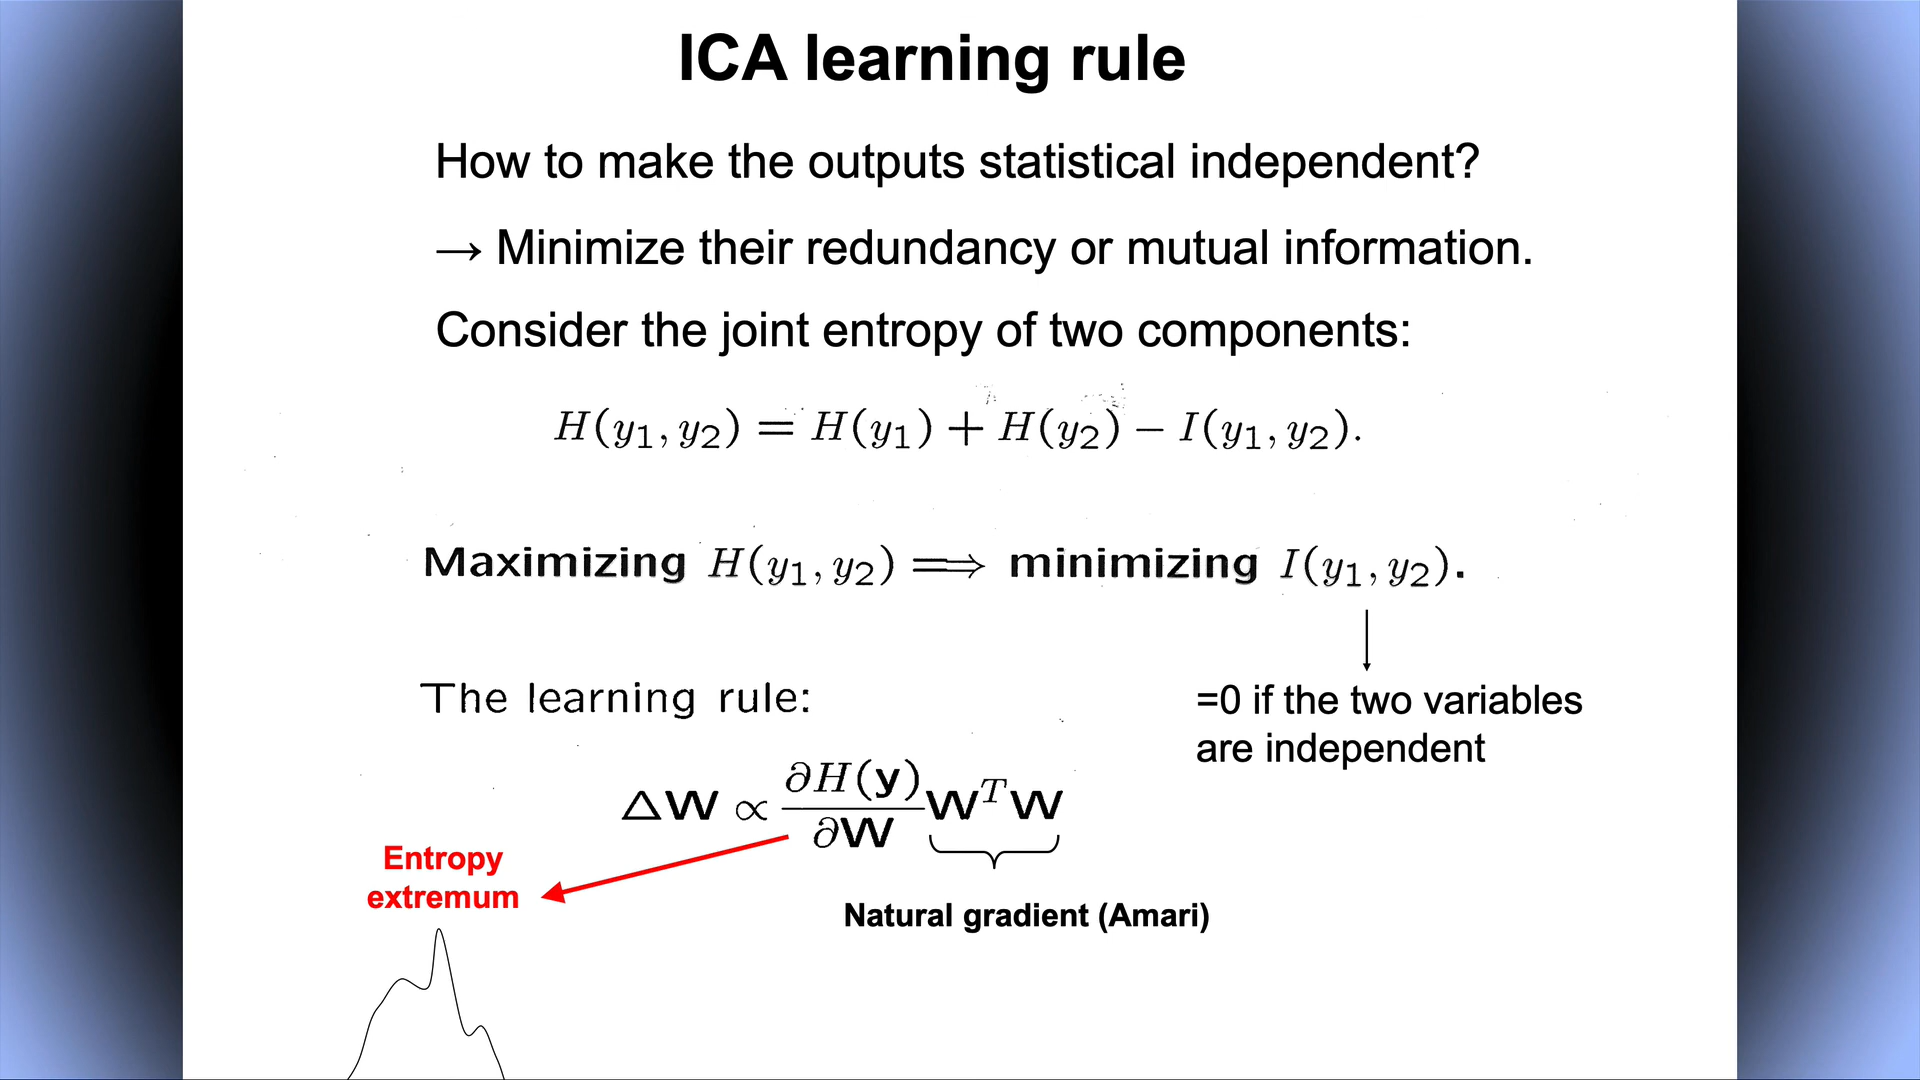 ICA learning rule
How to make the outputs statistical independent?
→ Minimize their redundancy or mutual information.
Consider the joint entropy of two components:
H(y₁, y₂) = H(y₁) + H(y₂) − I(y₁, y₂).
Maximizing H(y₁, y₂) ⟹ minimizing I(y₁, y₂).
The learning rule:
=0 if the two variables
are independent
ΔW ∝ ∂H(y)/∂W WᵀW
Entropy
extremum
Natural gradient (Amari)